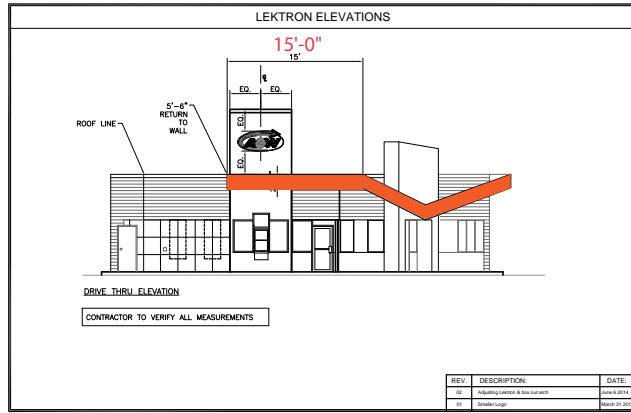 LEKTRON ELEVATIONS
15'-0"
15'
EQ.
EQ.
5'-6"
RETURN
TO
WALL
ROOF LINE
EQ.
A&W
EQ.
DRIVE THRU ELEVATION
CONTRACTOR TO VERIFY ALL MEASUREMENTS
REV. DESCRIPTION: DATE:
02 Adjusting Lektron & box out arch June 6 2014
01 Smaller Logo March 31 201